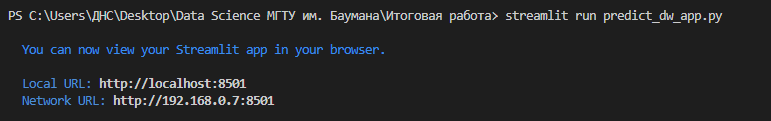 PS C:\Users\ДНС\Desktop\Data Science МГТУ им. Баумана\Итоговая работа> streamlit run predict_dw_app.py
You can now view your Streamlit app in your browser.
Local URL: http://localhost:8501
Network URL: http://192.168.0.7:8501